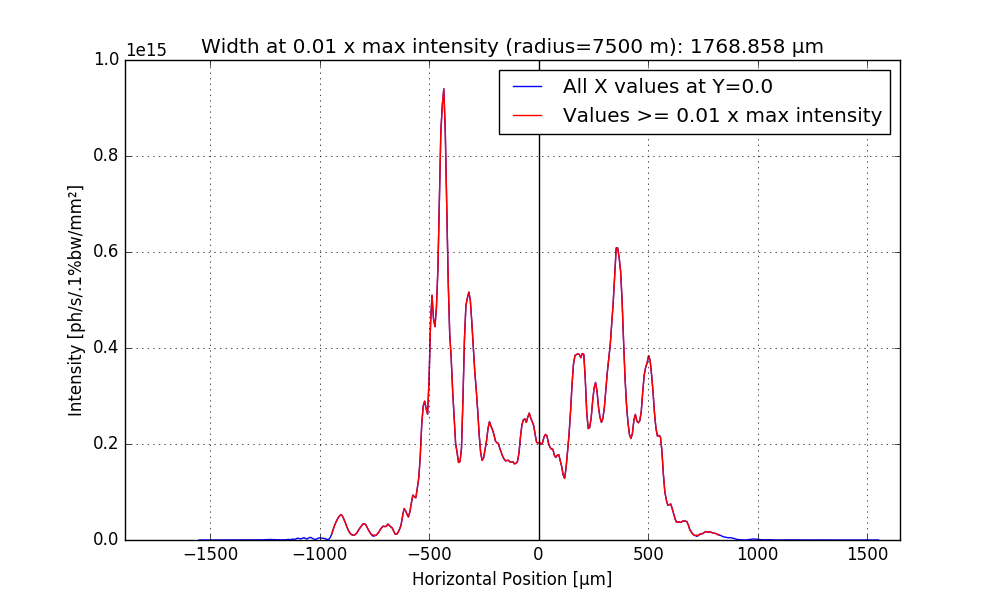 Width at 0.01 x max intensity (radius=7500 m): 1768.858 μm
1e15
1.0
0.8
0.6
0.4
0.2
0.0
Intensity [ph/s/.1%bw/mm²]
All X values at Y=0.0
Values >= 0.01 x max intensity
−1500
−1000
−500
0
500
1000
1500
Horizontal Position [μm]